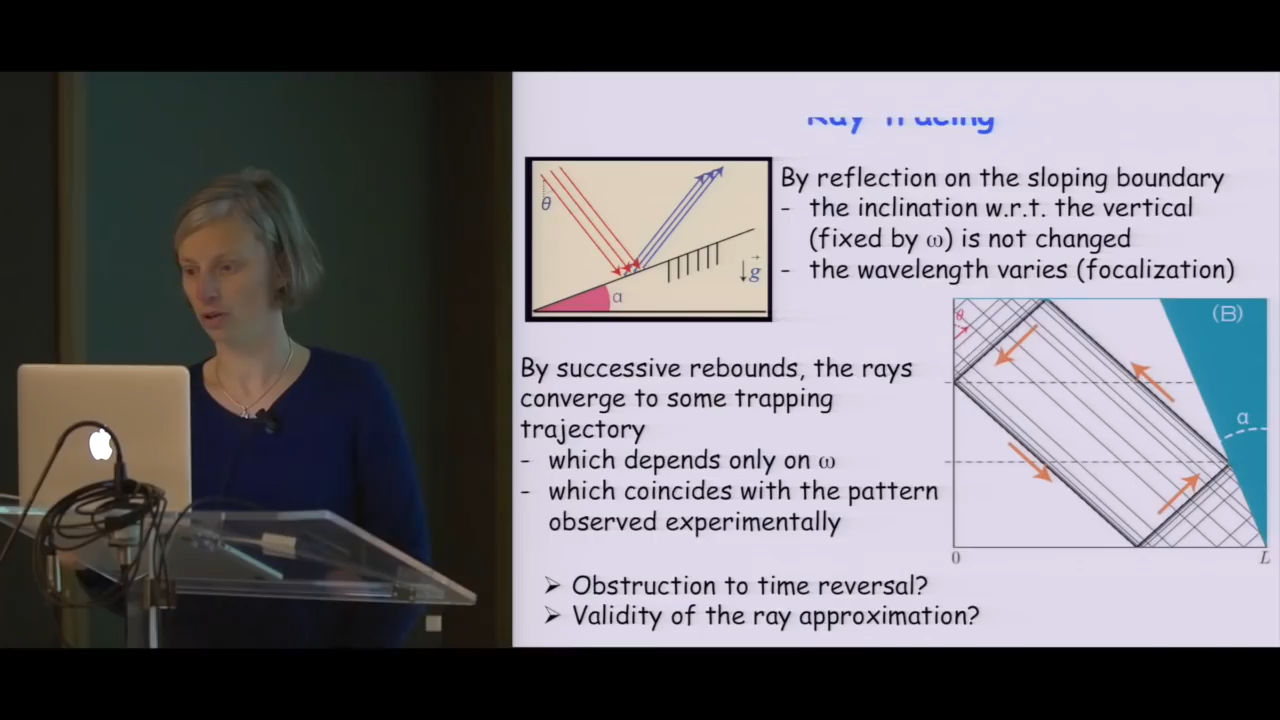 Ray Tracing
θ
α
g
By reflection on the sloping boundary
- the inclination w.r.t. the vertical
(fixed by ω) is not changed
- the wavelength varies (focalization)
By successive rebounds, the rays
converge to some trapping
trajectory
- which depends only on ω
- which coincides with the pattern
observed experimentally
θ
(B)
α
0
L
➢ Obstruction to time reversal?
➢ Validity of the ray approximation?